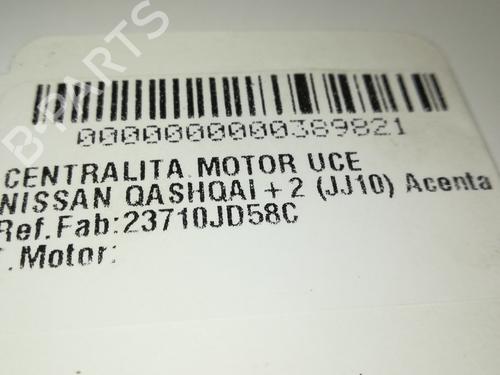 B-PARTS
0000000000389821
CENTRALITA MOTOR UCE
NISSAN QASHQAI + 2 (JJ10) Acenta
Ref.Fab:23710JD58C
T.Motor: